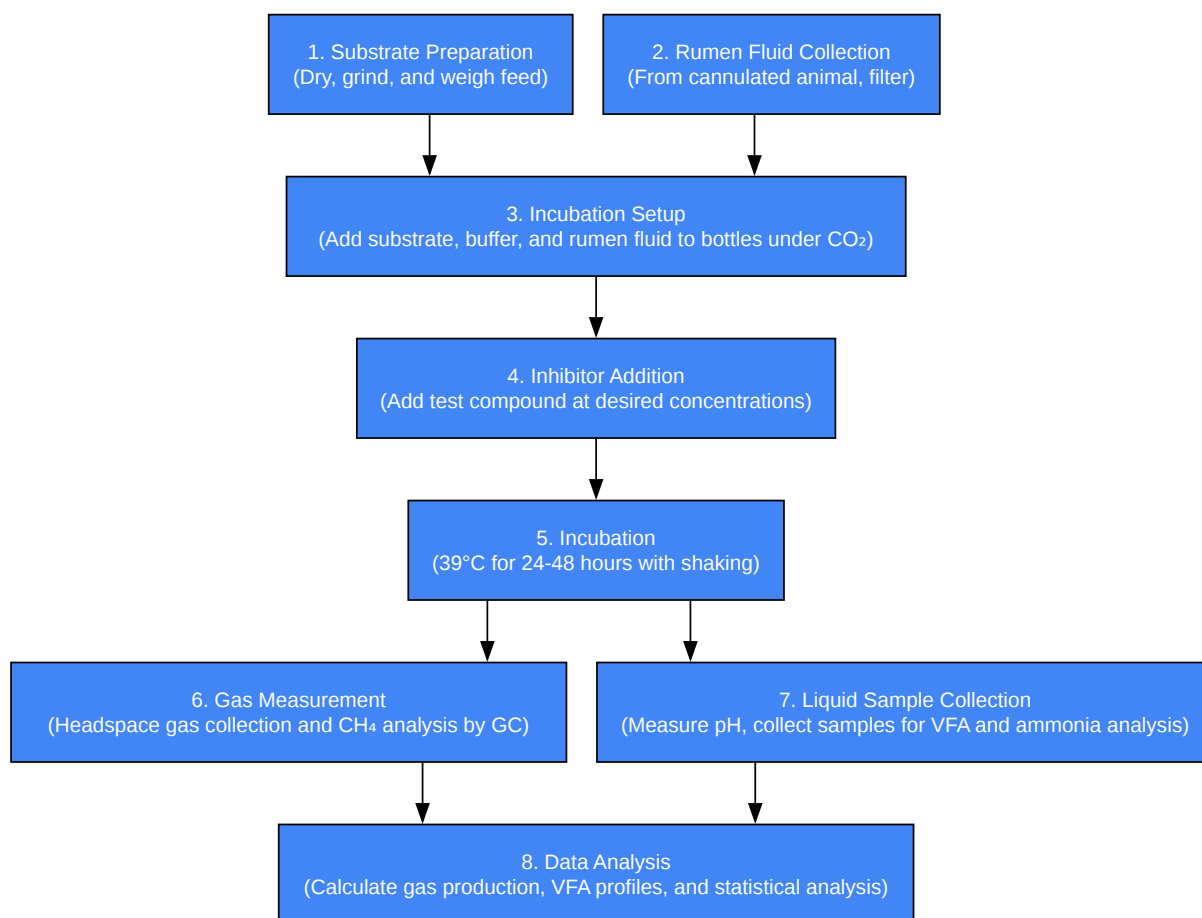 1. Substrate Preparation
(Dry, grind, and weigh feed)
2. Rumen Fluid Collection
(From cannulated animal, filter)
3. Incubation Setup
(Add substrate, buffer, and rumen fluid to bottles under CO₂)
4. Inhibitor Addition
(Add test compound at desired concentrations)
5. Incubation
(39°C for 24-48 hours with shaking)
6. Gas Measurement
(Headspace gas collection and CH₄ analysis by GC)
7. Liquid Sample Collection
(Measure pH, collect samples for VFA and ammonia analysis)
8. Data Analysis
(Calculate gas production, VFA profiles, and statistical analysis)